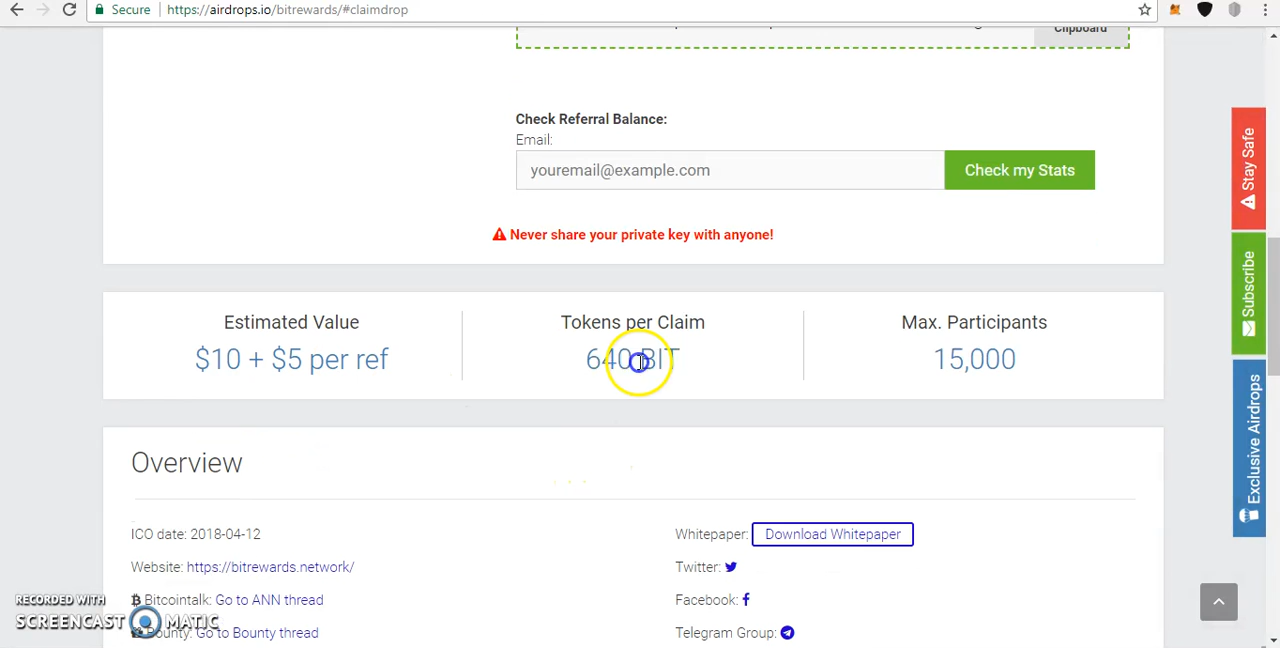 Secure https://airdrops.io/bitrewards/#claimdrop
Clipboard
Check Referral Balance:
Email:
youremail@example.com
Check my Stats
Never share your private key with anyone!
Estimated Value
Tokens per Claim
Max. Participants
$10 + $5 per ref
640 BIT
15,000
Overview
ICO date: 2018-04-12
Whitepaper: Download Whitepaper
Website: https://bitrewards.network/
Twitter:
Bitcointalk: Go to ANN thread
Facebook:
Bounty: Go to Bounty thread
Telegram Group:
Stay Safe
Subscribe
Exclusive Airdrops
RECORDED WITH
SCREENCAST MATIC